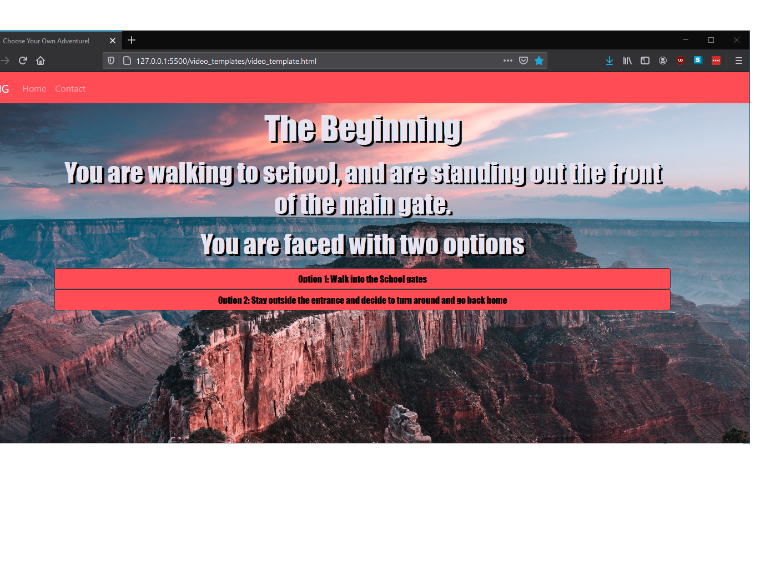 Choose Your Own Adventure!
127.0.0.1:5500/video_templates/video_template.html
NG Home Contact
The Beginning
You are walking to school, and are standing out the front
of the main gate.
You are faced with two options
Option 1: Walk into the School gates
Option 2: Stay outside the entrance and decide to turn around and go back home